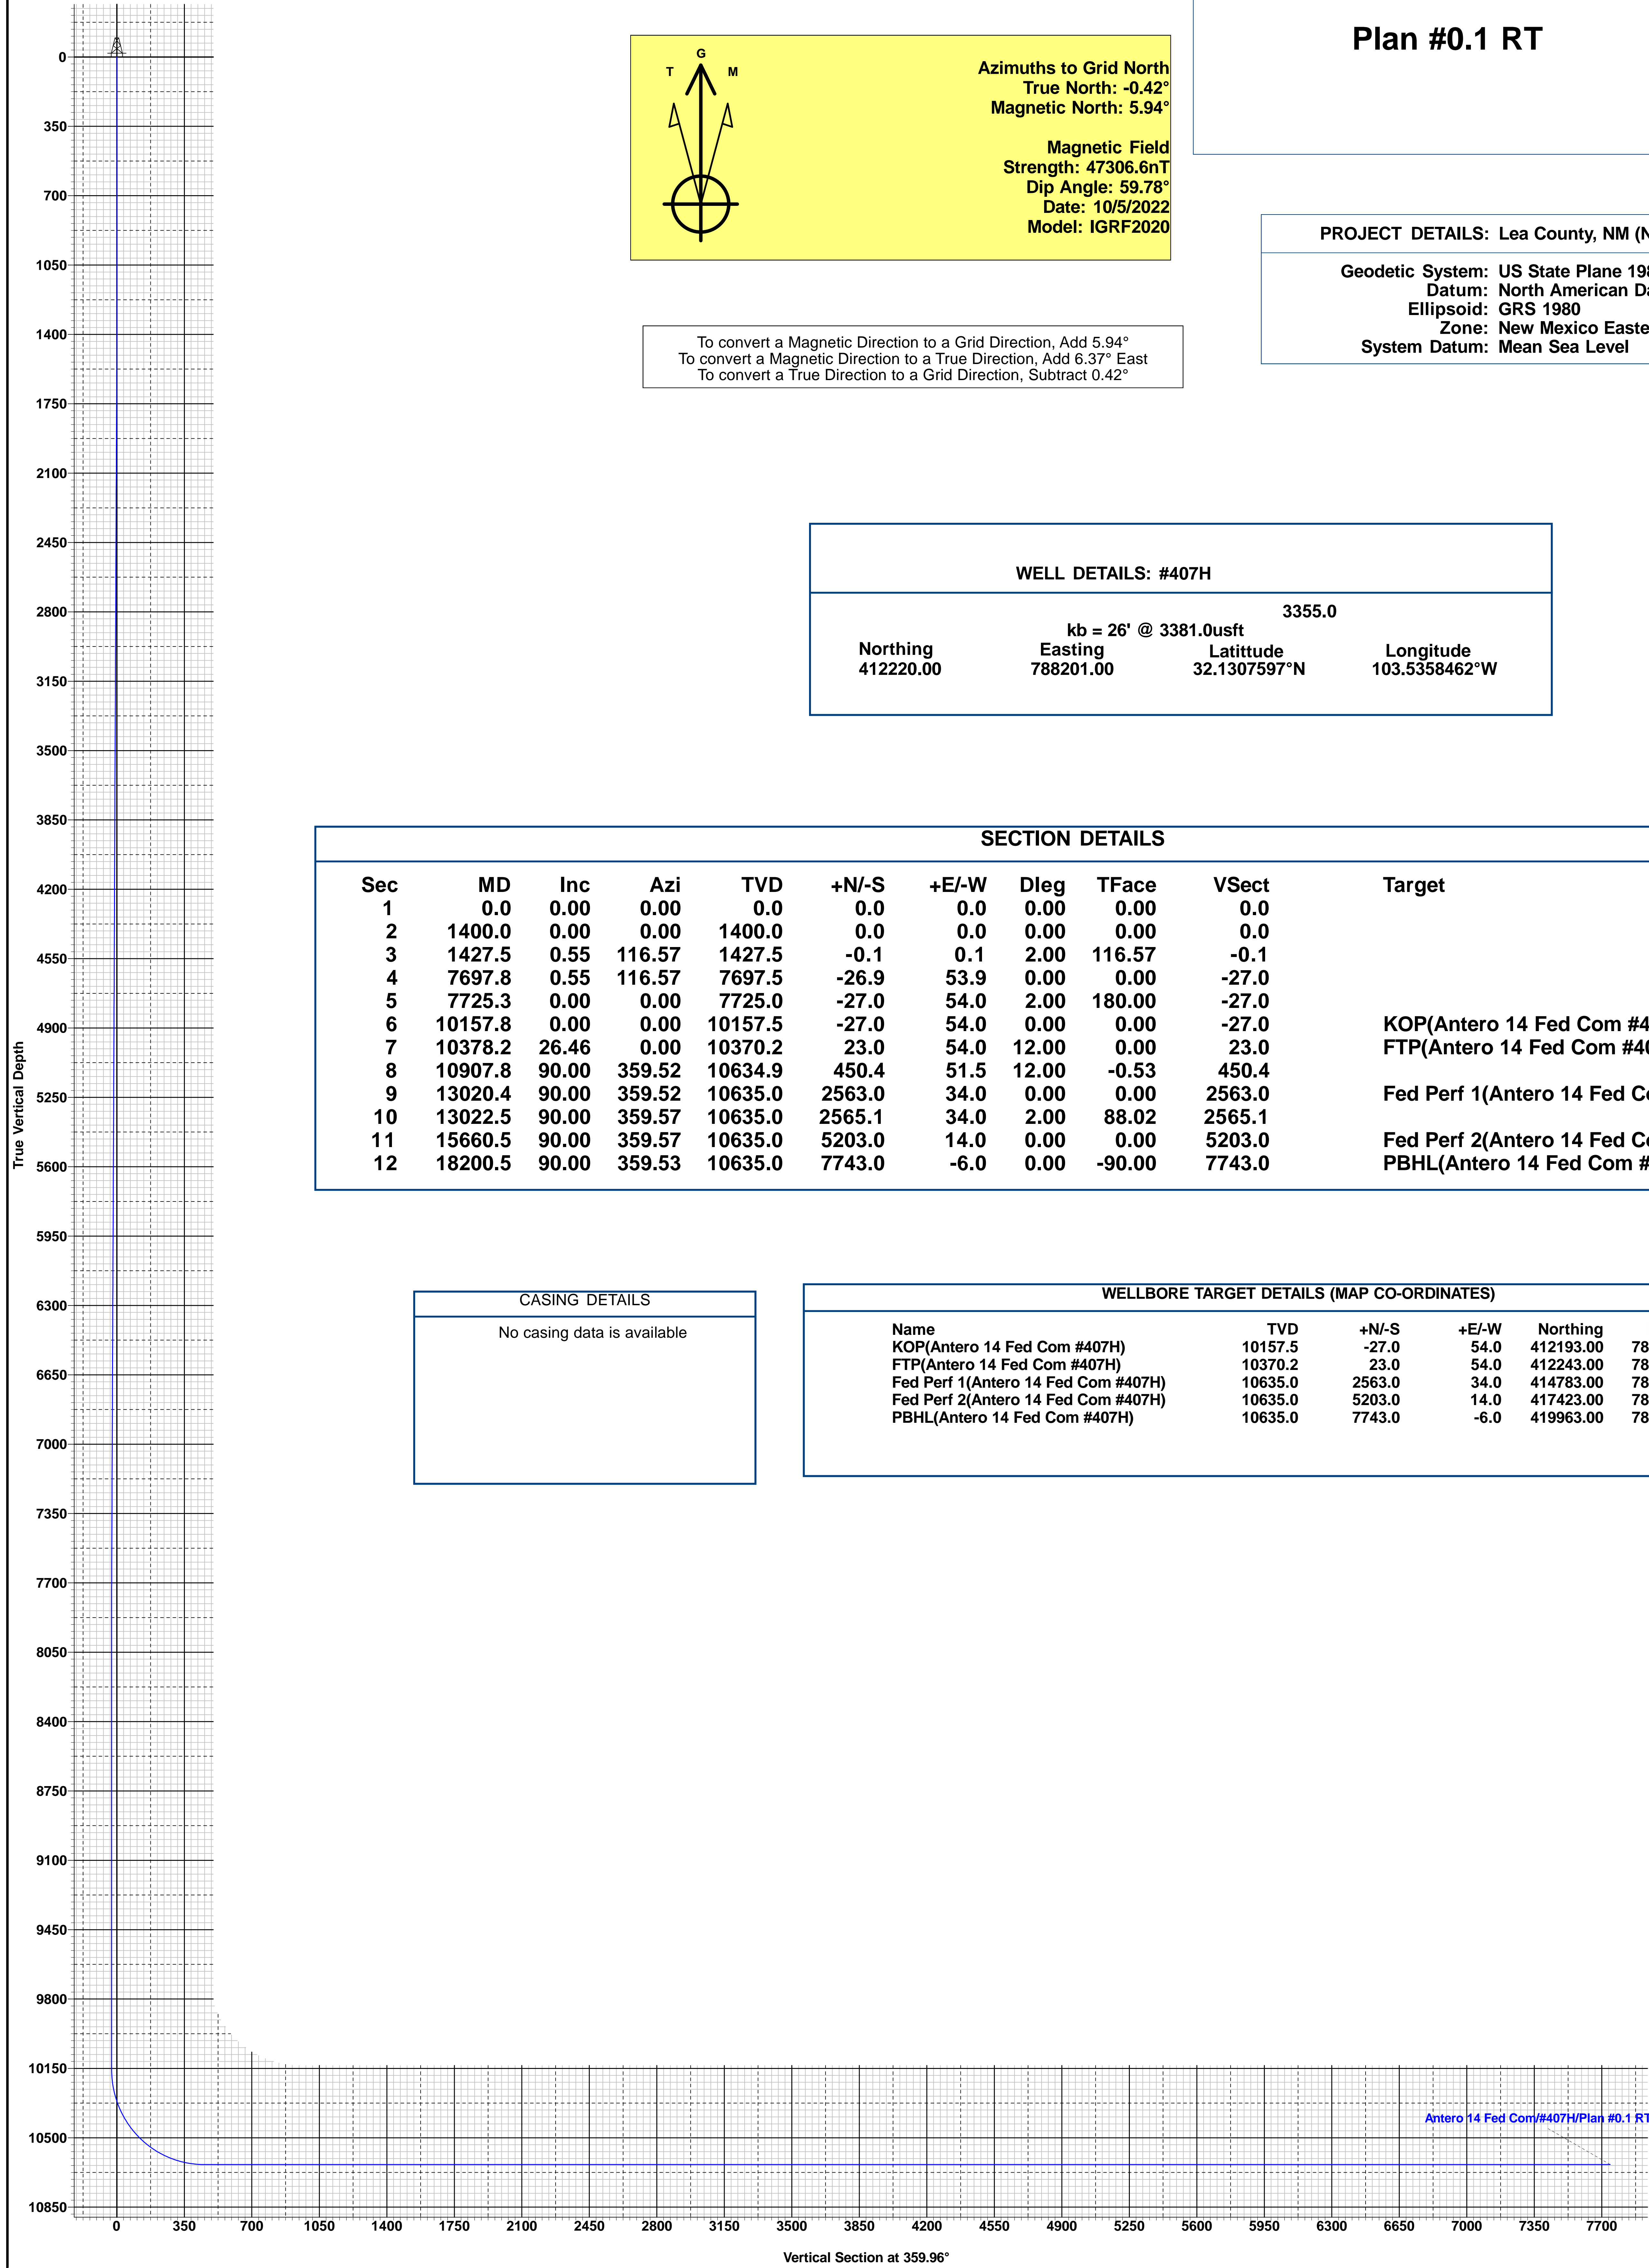 Plan #0.1 RT
T G M
Azimuths to Grid North
True North: -0.42°
Magnetic North: 5.94°
Magnetic Field
Strength: 47306.6nT
Dip Angle: 59.78°
Date: 10/5/2022
Model: IGRF2020
PROJECT DETAILS: Lea County, NM (N
Geodetic System: US State Plane 198
Datum: North American Da
Ellipsoid: GRS 1980
Zone: New Mexico Easte
System Datum: Mean Sea Level
To convert a Magnetic Direction to a Grid Direction, Add 5.94°
To convert a Magnetic Direction to a True Direction, Add 6.37° East
To convert a True Direction to a Grid Direction, Subtract 0.42°
WELL DETAILS: #407H
3355.0
kb = 26' @ 3381.0usft
Northing Easting Latittude Longitude
412220.00 788201.00 32.1307597°N 103.5358462°W
SECTION DETAILS
Sec MD Inc Azi TVD +N/-S +E/-W Dleg TFace VSect Target
1 0.0 0.00 0.00 0.0 0.0 0.0 0.00 0.00 0.0
2 1400.0 0.00 0.00 1400.0 0.0 0.0 0.00 0.00 0.0
3 1427.5 0.55 116.57 1427.5 -0.1 0.1 2.00 116.57 -0.1
4 7697.8 0.55 116.57 7697.5 -26.9 53.9 0.00 0.00 -27.0
5 7725.3 0.00 0.00 7725.0 -27.0 54.0 2.00 180.00 -27.0
6 10157.8 0.00 0.00 10157.5 -27.0 54.0 0.00 0.00 -27.0 KOP(Antero 14 Fed Com #4
7 10378.2 26.46 0.00 10370.2 23.0 54.0 12.00 0.00 23.0 FTP(Antero 14 Fed Com #40
8 10907.8 90.00 359.52 10634.9 450.4 51.5 12.00 -0.53 450.4
9 13020.4 90.00 359.52 10635.0 2563.0 34.0 0.00 0.00 2563.0 Fed Perf 1(Antero 14 Fed Co
10 13022.5 90.00 359.57 10635.0 2565.1 34.0 2.00 88.02 2565.1
11 15660.5 90.00 359.57 10635.0 5203.0 14.0 0.00 0.00 5203.0 Fed Perf 2(Antero 14 Fed Co
12 18200.5 90.00 359.53 10635.0 7743.0 -6.0 0.00 -90.00 7743.0 PBHL(Antero 14 Fed Com #
CASING DETAILS
No casing data is available
WELLBORE TARGET DETAILS (MAP CO-ORDINATES)
Name TVD +N/-S +E/-W Northing
KOP(Antero 14 Fed Com #407H) 10157.5 -27.0 54.0 412193.00 78
FTP(Antero 14 Fed Com #407H) 10370.2 23.0 54.0 412243.00 78
Fed Perf 1(Antero 14 Fed Com #407H) 10635.0 2563.0 34.0 414783.00 78
Fed Perf 2(Antero 14 Fed Com #407H) 10635.0 5203.0 14.0 417423.00 78
PBHL(Antero 14 Fed Com #407H) 10635.0 7743.0 -6.0 419963.00 78
True Vertical Depth
0
350
700
1050
1400
1750
2100
2450
2800
3150
3500
3850
4200
4550
4900
5250
5600
5950
6300
6650
7000
7350
7700
8050
8400
8750
9100
9450
9800
10150
10500
10850
Antero 14 Fed Com/#407H/Plan #0.1 RT
0 350 700 1050 1400 1750 2100 2450 2800 3150 3500 3850 4200 4550 4900 5250 5600 5950 6300 6650 7000 7350 7700
Vertical Section at 359.96°